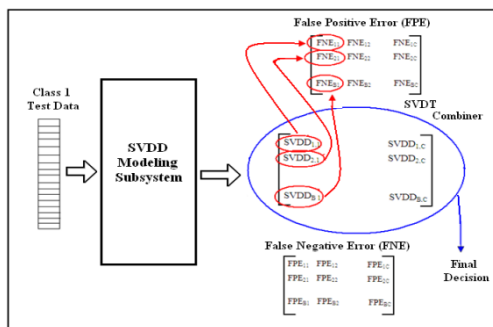 False Positive Error (FPE)
FNE11 FNE12 FNE1C
FNE21 FNE22 FNE2C
FNEB1 FNEB2 FNEBC
Class 1
Test Data
SVDD
Modeling
Subsystem
SVDT
Combiner
SVDD1,1 SVDD1,C
SVDD2,1 SVDD2,C
SVDDB,1 SVDDB,C
False Negative Error (FNE)
FPE11 FPE12 FPE1C
FPE21 FPE22 FPE2C
FPEB1 FPEB2 FPEBC
Final
Decision